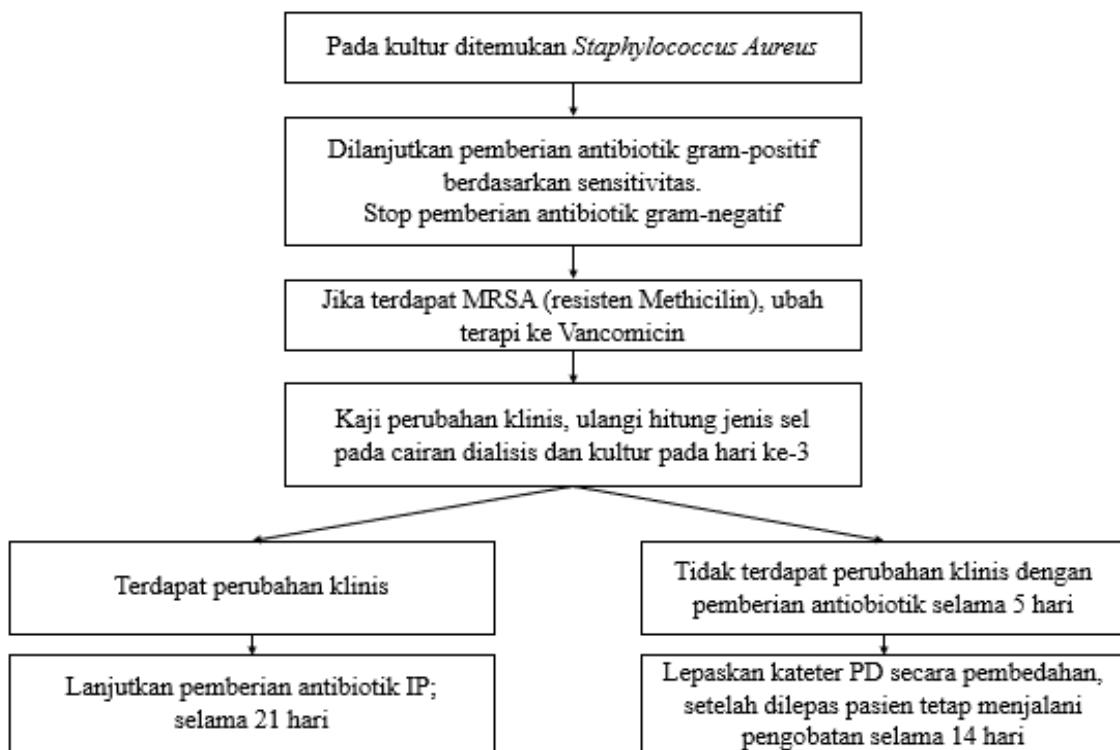 Pada kultur ditemukan Staphylococcus Aureus
Dilanjutkan pemberian antibiotik gram-positif
berdasarkan sensitivitas.
Stop pemberian antibiotik gram-negatif
Jika terdapat MRSA (resisten Methicilin), ubah
terapi ke Vancomicin
Kaji perubahan klinis, ulangi hitung jenis sel
pada cairan dialisis dan kultur pada hari ke-3
Terdapat perubahan klinis
Tidak terdapat perubahan klinis dengan
pemberian antiobiotik selama 5 hari
Lanjutkan pemberian antibiotik IP;
selama 21 hari
Lepaskan kateter PD secara pembedahan,
setelah dilepas pasien tetap menjalani
pengobatan selama 14 hari